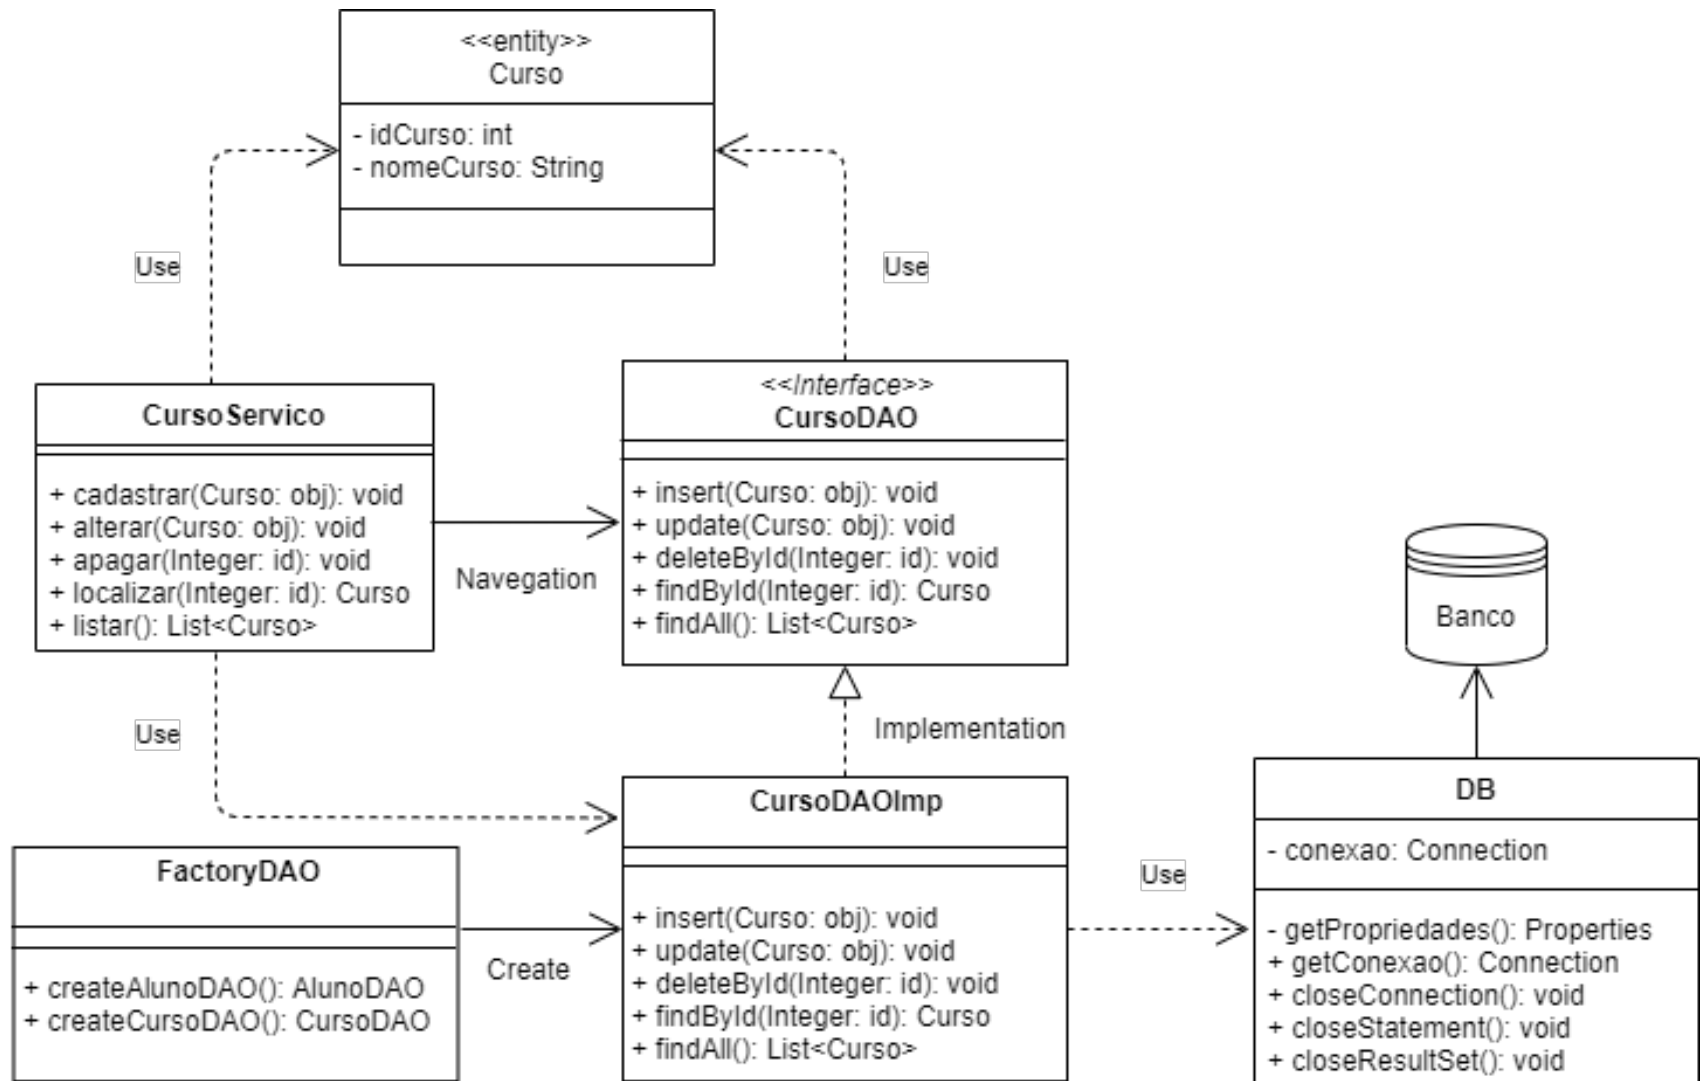 <<entity>>
Curso
- idCurso: int
- nomeCurso: String
Use
Use
CursoServico
+ cadastrar(Curso: obj): void
+ alterar(Curso: obj): void
+ apagar(Integer: id): void
+ localizar(Integer: id): Curso
+ listar(): List<Curso>
Navegation
<<Interface>>
CursoDAO
+ insert(Curso: obj): void
+ update(Curso: obj): void
+ deleteById(Integer: id): void
+ findById(Integer: id): Curso
+ findAll(): List<Curso>
Banco
Use
Implementation
FactoryDAO
+ createAlunoDAO(): AlunoDAO
+ createCursoDAO(): CursoDAO
Create
CursoDAOImp
+ insert(Curso: obj): void
+ update(Curso: obj): void
+ deleteById(Integer: id): void
+ findById(Integer: id): Curso
+ findAll(): List<Curso>
Use
DB
- conexao: Connection
- getPropriedades(): Properties
+ getConexao(): Connection
+ closeConnection(): void
+ closeStatement(): void
+ closeResultSet(): void